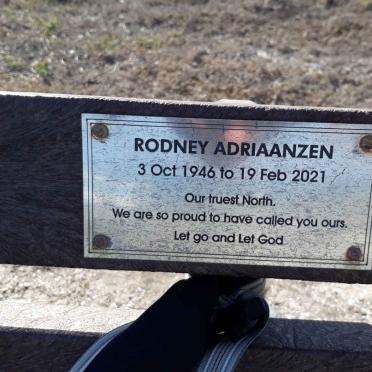 RODNEY ADRIAANZEN
3 Oct 1946 to 19 Feb 2021
Our truest North.
We are so proud to have called you ours.
Let go and Let God